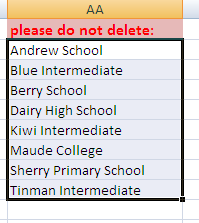 AA
please do not delete:
Andrew School
Blue Intermediate
Berry School
Dairy High School
Kiwi Intermediate
Maude College
Sherry Primary School
Tinman Intermediate